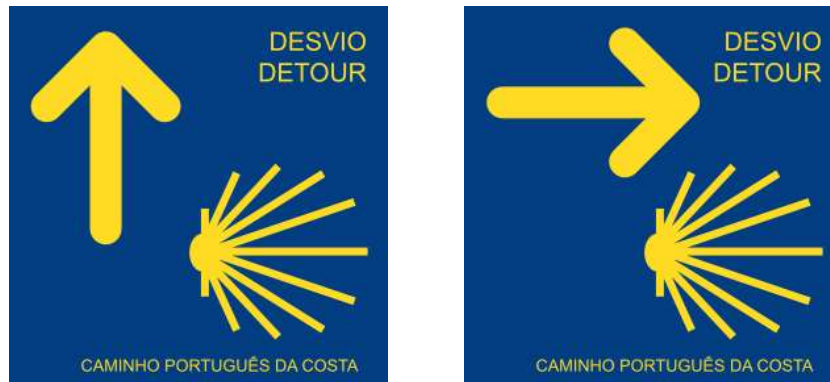 DESVIO
DETOUR
CAMINHO PORTUGUÊS DA COSTA
DESVIO
DETOUR
CAMINHO PORTUGUÊS DA COSTA